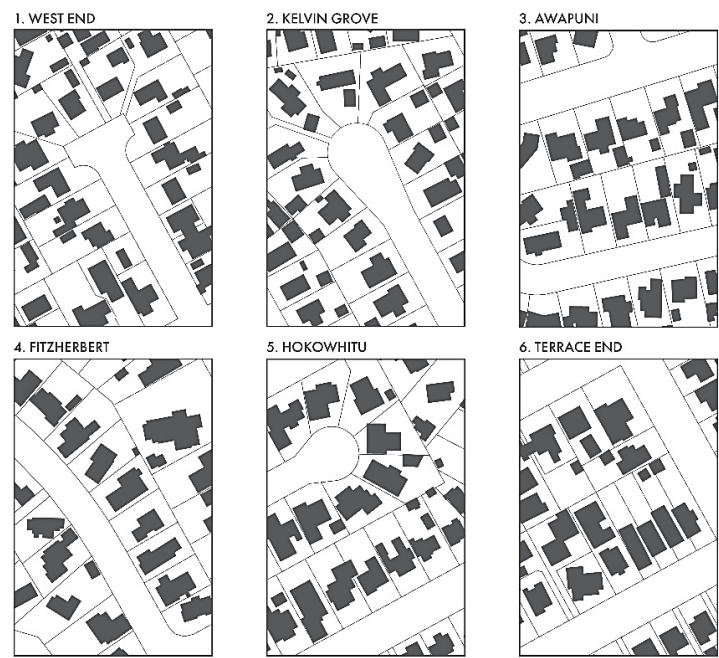 1. WEST END
2. KELVIN GROVE
3. AWAPUNI
4. FITZHERBERT
5. HOKOWHITU
6. TERRACE END